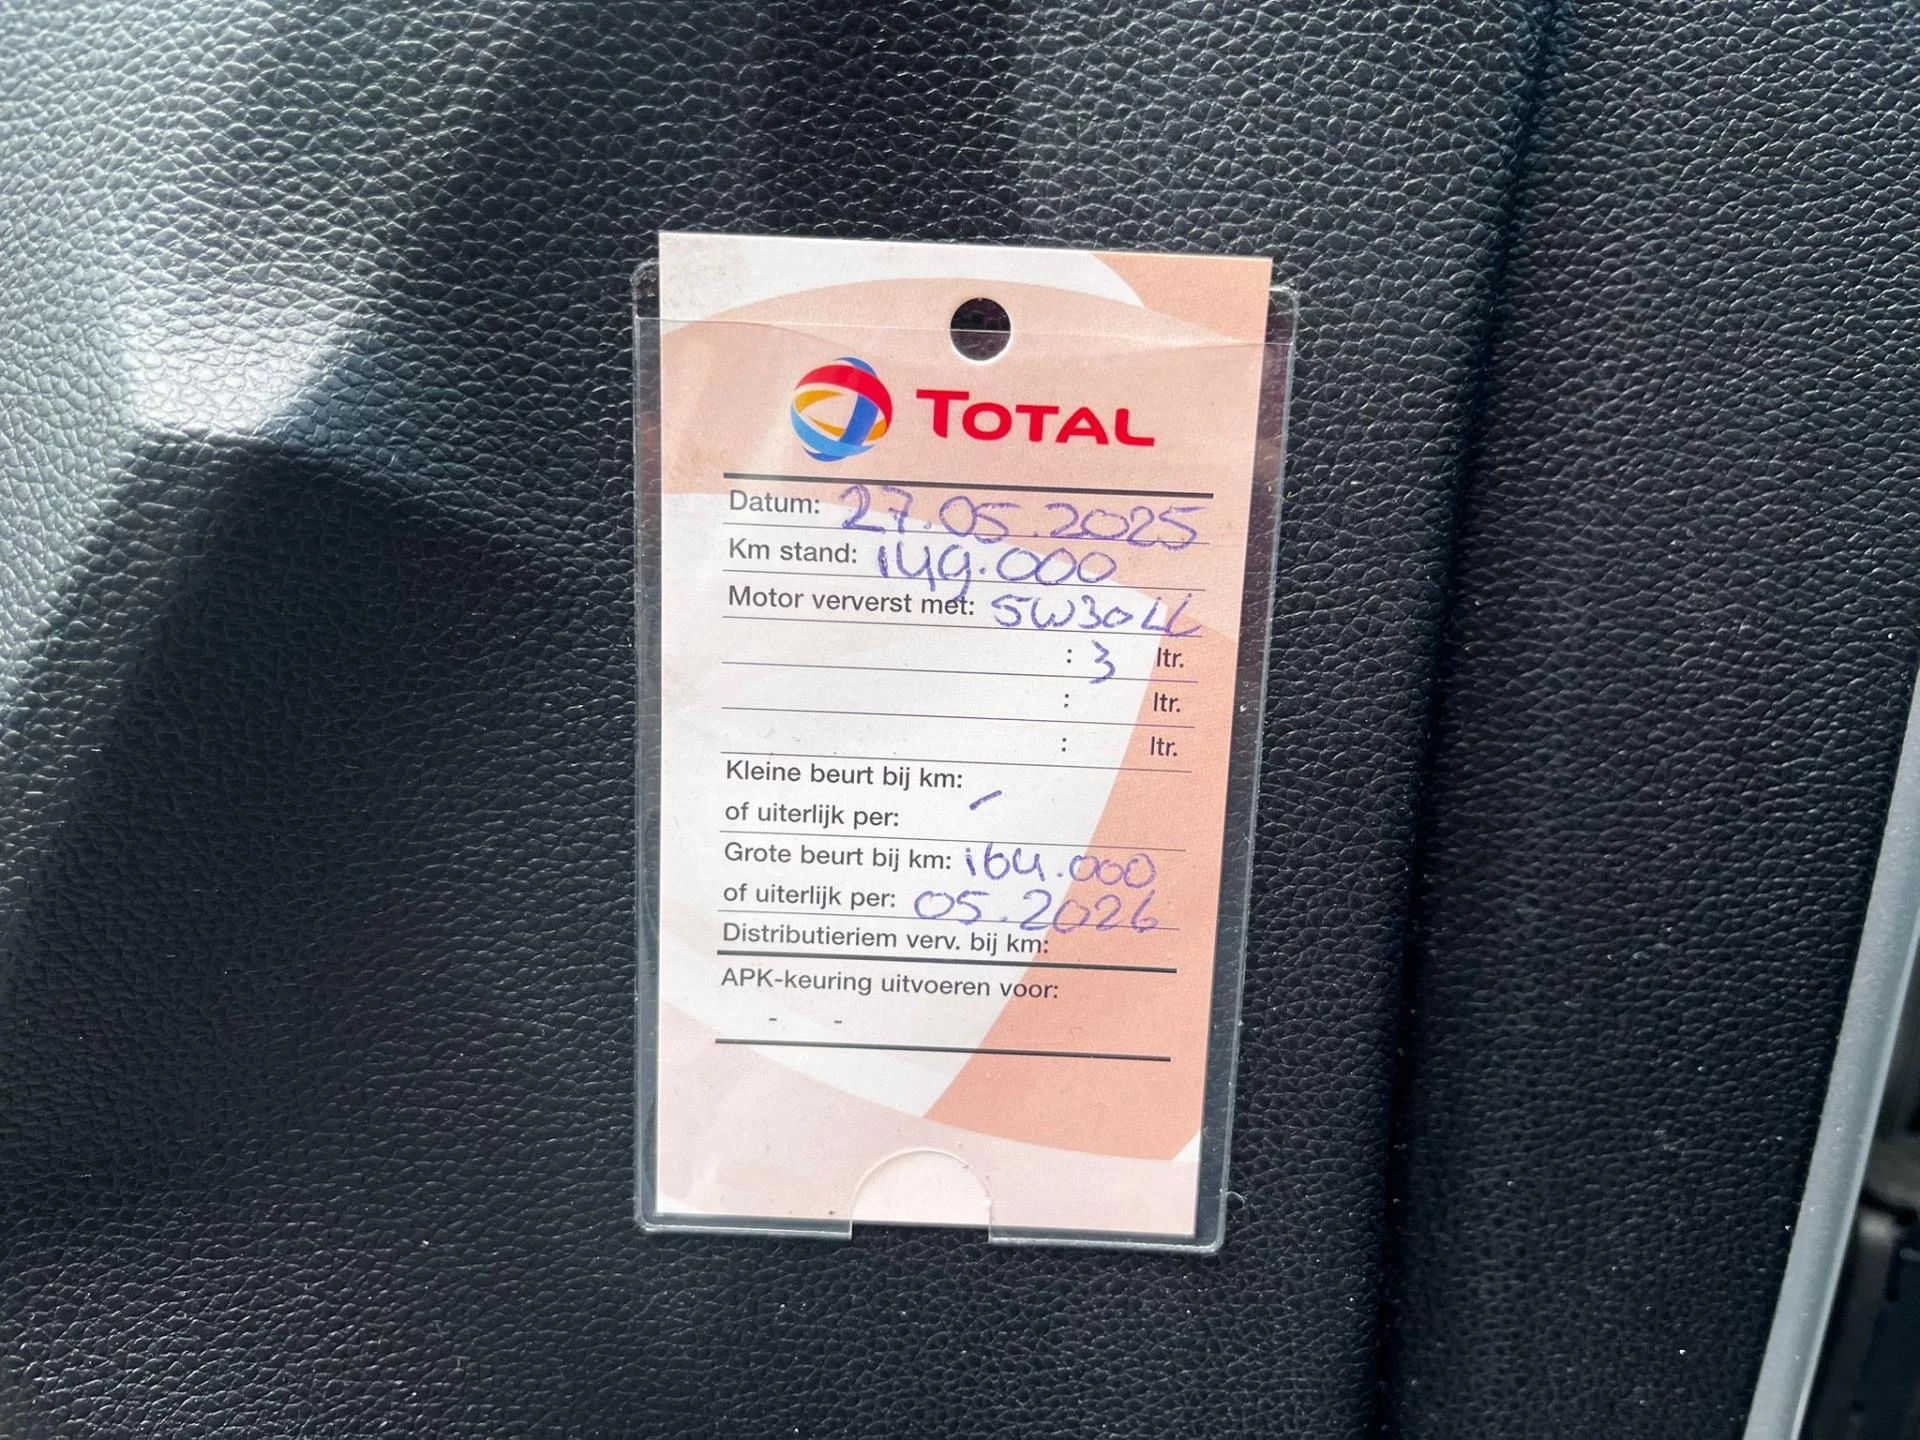 TOTAL
Datum: 27.05.2025
Km stand: 149.000
Motor ververst met: 5W30LL
: 3 ltr.
: ltr.
: ltr.
Kleine beurt bij km: -
of uiterlijk per:
Grote beurt bij km: 164.000
of uiterlijk per: 05.2026
Distributieriem verv. bij km:
APK-keuring uitvoeren voor:
- -